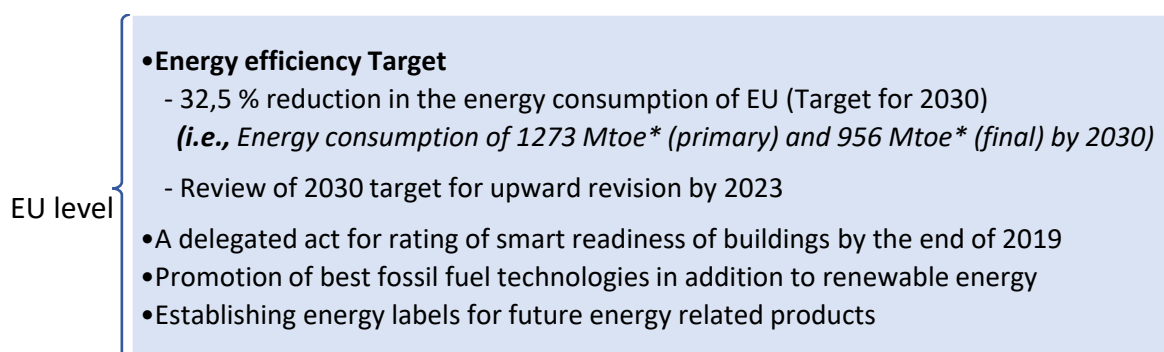 •Energy efficiency Target
- 32,5 % reduction in the energy consumption of EU (Target for 2030)
(i.e., Energy consumption of 1273 Mtoe* (primary) and 956 Mtoe* (final) by 2030)
- Review of 2030 target for upward revision by 2023
EU level
•A delegated act for rating of smart readiness of buildings by the end of 2019
•Promotion of best fossil fuel technologies in addition to renewable energy
•Establishing energy labels for future energy related products